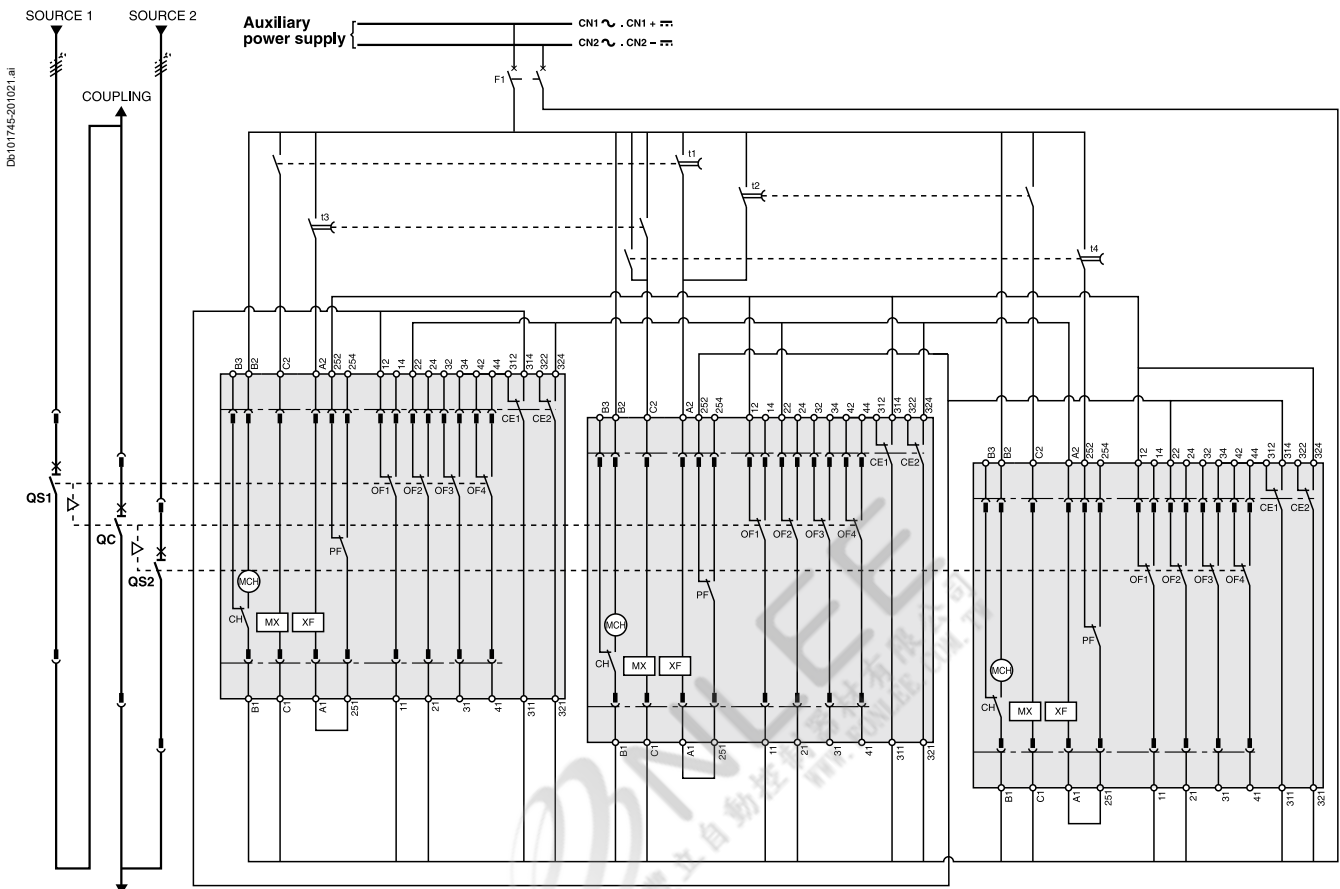 SOURCE 1
SOURCE 2
Auxiliary
power supply
CN1 ~ . CN1 +
CN2 ~ . CN2 –
Db101745-201021.ai
COUPLING
F1
t1
t2
t3
t4
B3 B2 C2 A2 252 254 12 14 22 24 32 34 42 44 312 314 322 324
CE1 CE2
OF1 OF2 OF3 OF4
PF
MCH
CH
MX XF
B1 C1 A1 251 11 21 31 41 311 321
B3 B2 C2 A2 252 254 12 14 22 24 32 34 42 44 312 314 322 324
CE1 CE2
OF1 OF2 OF3 OF4
PF
MCH
CH
MX XF
B1 C1 A1 251 11 21 31 41 311 321
B3 B2 C2 A2 252 254 12 14 22 24 32 34 42 44 312 314 322 324
CE1 CE2
OF1 OF2 OF3 OF4
PF
MCH
CH
MX XF
B1 C1 A1 251 11 21 31 41 311 321
QS1
QC
QS2